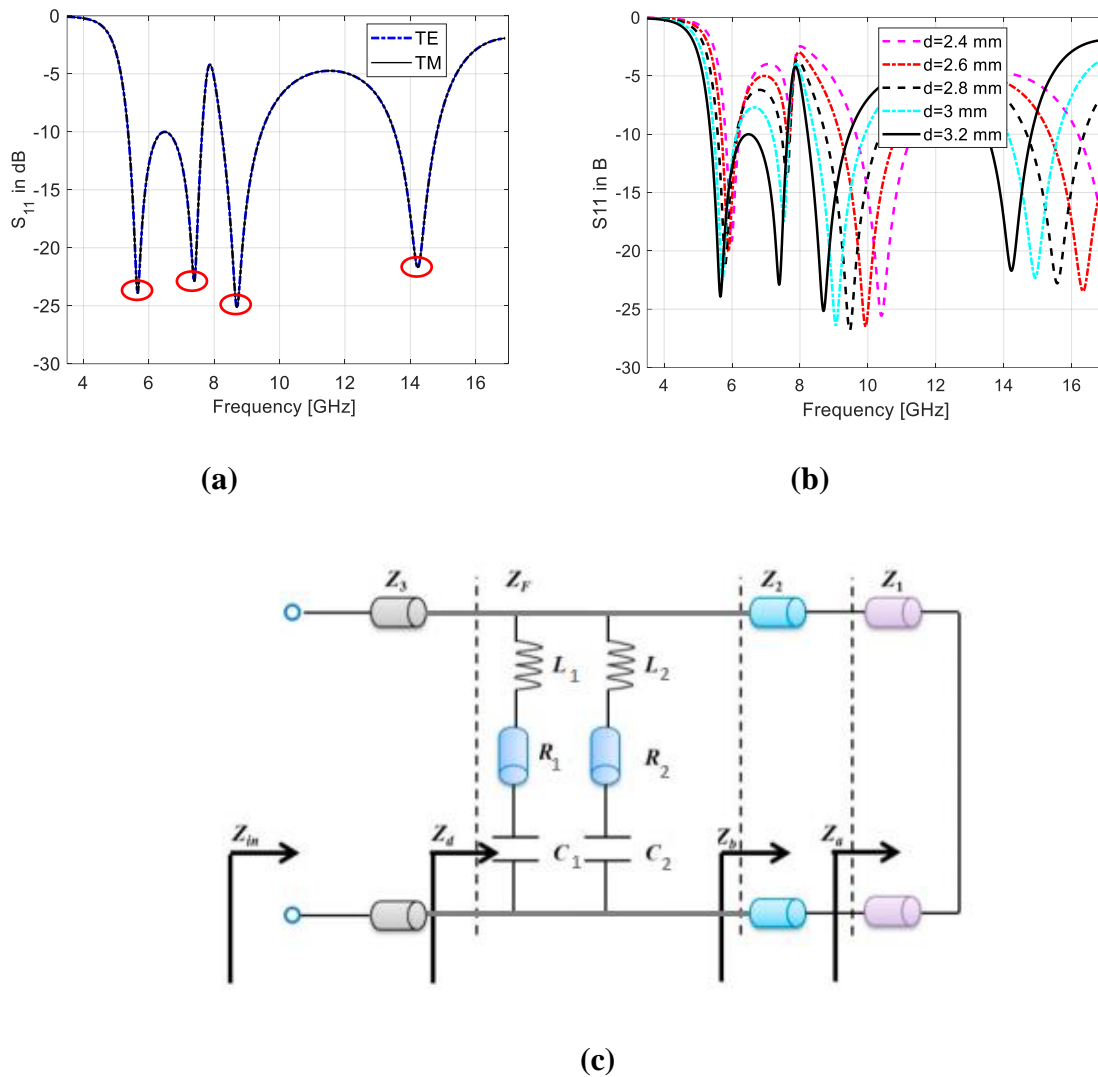 TE
TM
0
-5
-10
-15
-20
-25
-30
S11 in dB
4 6 8 10 12 14 16
Frequency [GHz]
(a)
d=2.4 mm
d=2.6 mm
d=2.8 mm
d=3 mm
d=3.2 mm
0
-5
-10
-15
-20
-25
-30
S11 in B
4 6 8 10 12 14 16
Frequency [GHz]
(b)
Z3 ZF Z2 Z1
L1 L2
R1 R2
Zin Zd Zb Za
C1 C2
(c)